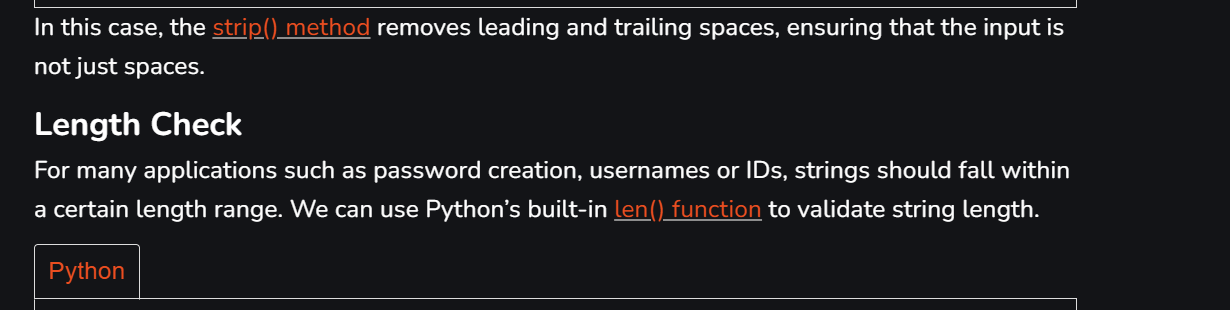 In this case, the strip() method removes leading and trailing spaces, ensuring that the input is
not just spaces.
Length Check
For many applications such as password creation, usernames or IDs, strings should fall within
a certain length range. We can use Python’s built-in len() function to validate string length.
Python